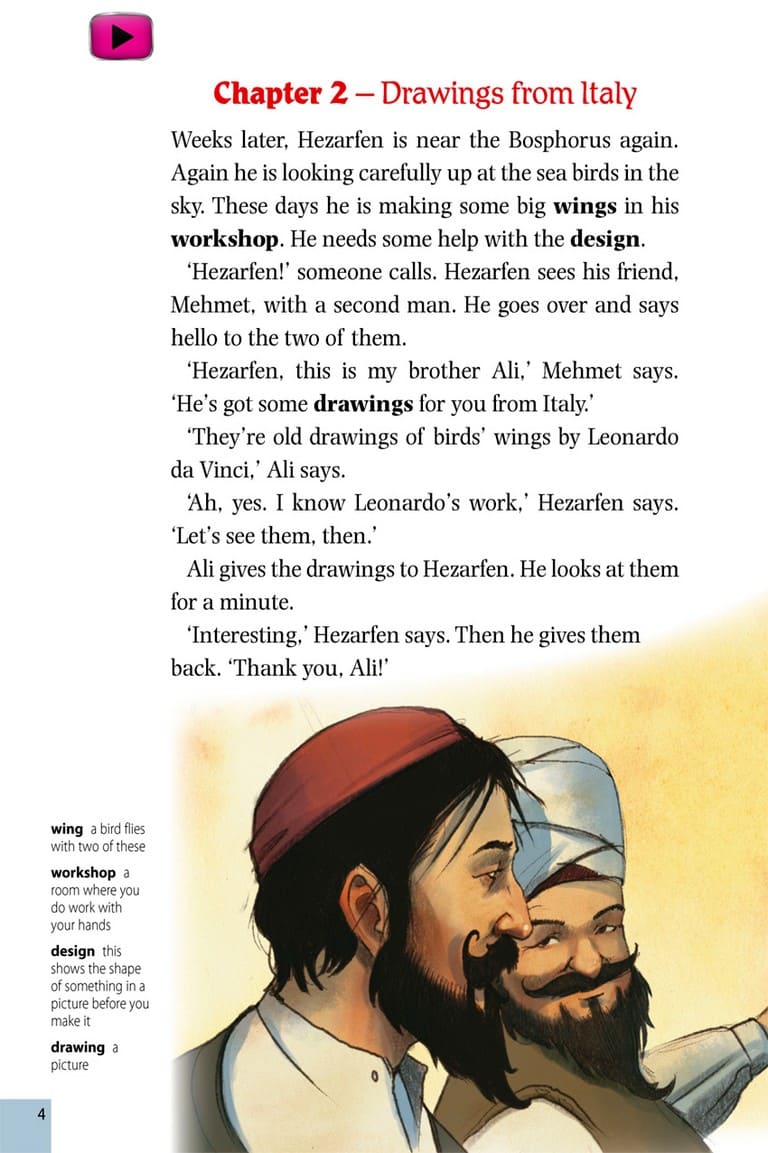 Chapter 2 – Drawings from Italy
Weeks later, Hezarfen is near the Bosphorus again.
Again he is looking carefully up at the sea birds in the
sky. These days he is making some big wings in his
workshop. He needs some help with the design.
‘Hezarfen!’ someone calls. Hezarfen sees his friend,
Mehmet, with a second man. He goes over and says
hello to the two of them.
‘Hezarfen, this is my brother Ali,’ Mehmet says.
‘He’s got some drawings for you from Italy.’
‘They’re old drawings of birds’ wings by Leonardo
da Vinci,’ Ali says.
‘Ah, yes. I know Leonardo’s work,’ Hezarfen says.
‘Let’s see them, then.’
Ali gives the drawings to Hezarfen. He looks at them
for a minute.
‘Interesting,’ Hezarfen says. Then he gives them
back. ‘Thank you, Ali!’
wing a bird flies
with two of these
workshop a
room where you
do work with
your hands
design this
shows the shape
of something in a
picture before you
make it
drawing a
picture
4